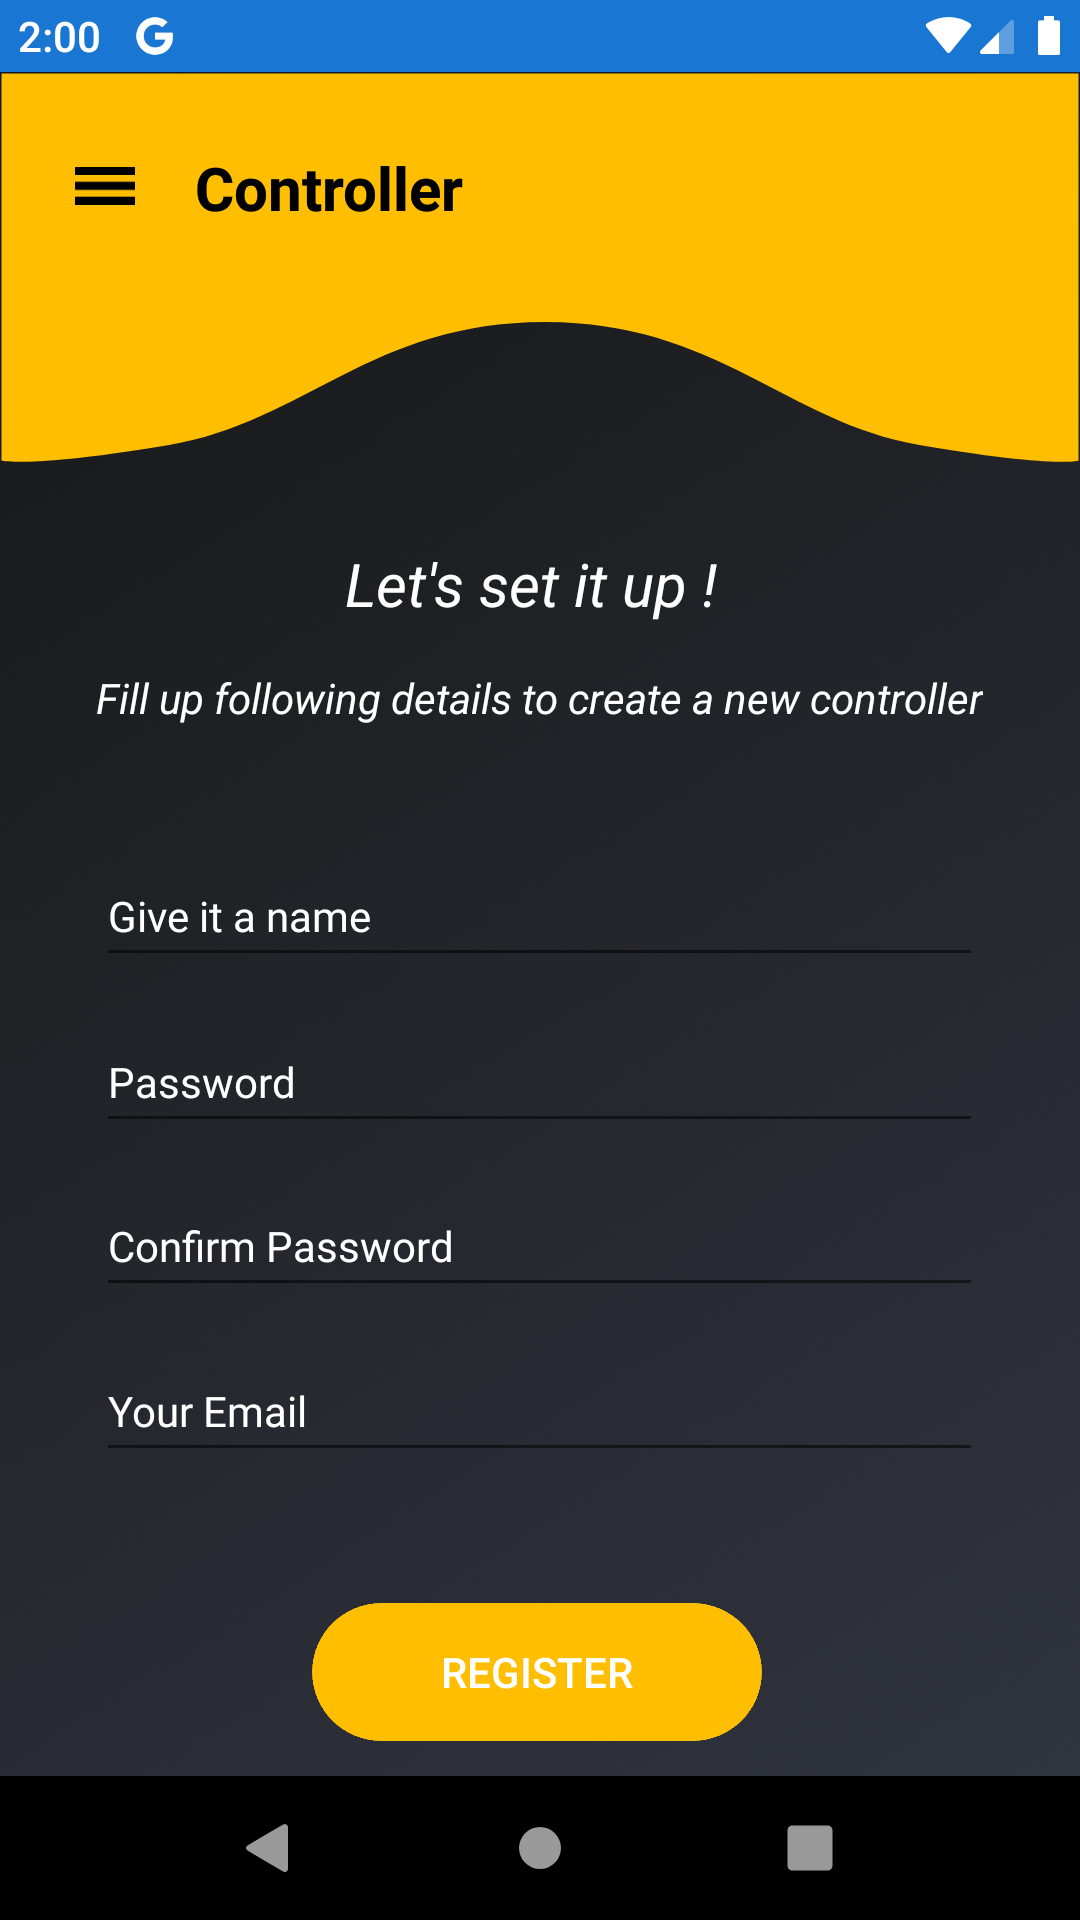 2:00 G
Controller
Let's set it up !
Fill up following details to create a new controller
Give it a name
Password
Confirm Password
Your Email
REGISTER